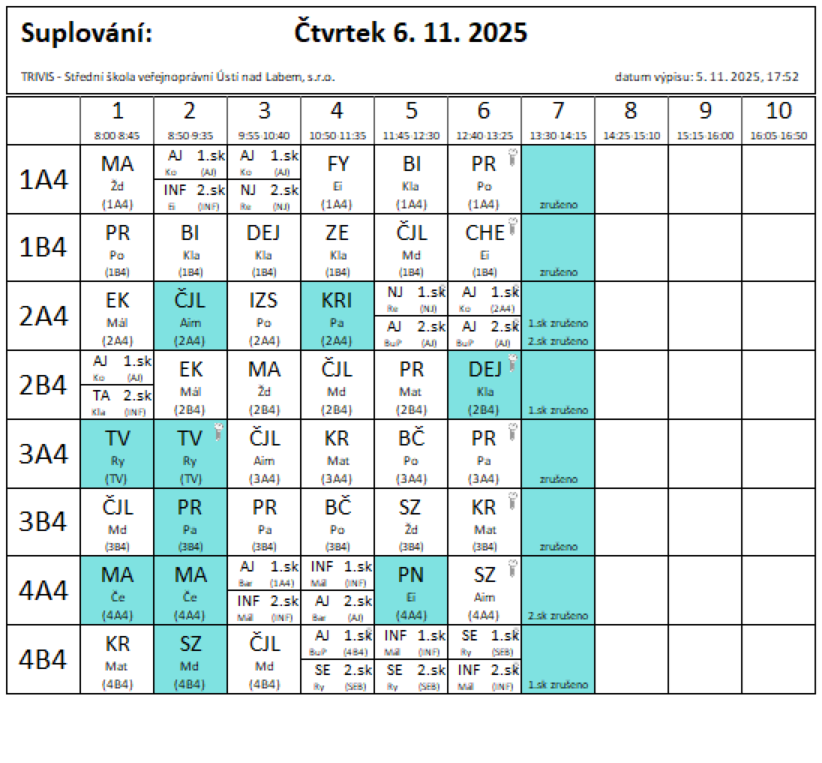 Suplování: Čtvrtek 6. 11. 2025
TRIVIS - Střední škola veřejnoprávní Ústí nad Labem, s.r.o. datum výpisu: 5. 11. 2025, 17:52
1 2 3 4 5 6 7 8 9 10
8:00-8:45 8:50-9:35 9:55-10:40 10:50-11:35 11:45-12:30 12:40-13:25 13:30-14:15 14:25-15:10 15:15-16:00 16:05-16:50
AJ 1.sk AJ 1.sk
MA Ko (AJ) Ko (AJ) FY BI PR
1A4 Žd INF 2.sk NJ 2.sk Ei Kla Po
(1A4) Ei (INF) Re (NJ) (1A4) (1A4) (1A4) zrušeno
PR BI DEJ ZE ČJL CHE
1B4 Po Kla Kla Kla Md Ei
(1B4) (1B4) (1B4) (1B4) (1B4) (1B4) zrušeno
NJ 1.sk AJ 1.sk
EK ČJL IZS KRI Re (NJ) Ko (2A4)
2A4 Mál Aim Po Pa AJ 2.sk AJ 2.sk 1.sk zrušeno
(2A4) (2A4) (2A4) (2A4) BuP (AJ) BuP (AJ) 2.sk zrušeno
AJ 1.sk
Ko (AJ) EK MA ČJL PR DEJ
2B4 TA 2.sk Mál Žd Md Mat Kla
Kla (INF) (2B4) (2B4) (2B4) (2B4) (2B4) 1.sk zrušeno
TV TV ČJL KR BČ PR
3A4 Ry Ry Aim Mat Po Pa
(TV) (TV) (3A4) (3A4) (3A4) (3A4) zrušeno
ČJL PR PR BČ SZ KR
3B4 Md Pa Pa Po Žd Mat
(3B4) (3B4) (3B4) (3B4) (3B4) (3B4) zrušeno
AJ 1.sk INF 1.sk
MA MA Bar (1A4) Mál (INF) PN SZ
4A4 Če Če INF 2.sk AJ 2.sk Ei Aim
(4A4) (4A4) Mál (INF) Bar (AJ) (4A4) (4A4) 2.sk zrušeno
AJ 1.sk INF 1.sk SE 1.sk
KR SZ ČJL BuP (4B4) Mál (INF) Ry (SEB)
4B4 Mat Md Md SE 2.sk SE 2.sk INF 2.sk
(4B4) (4B4) (4B4) Ry (SEB) Ry (SEB) Mál (INF) 1.sk zrušeno